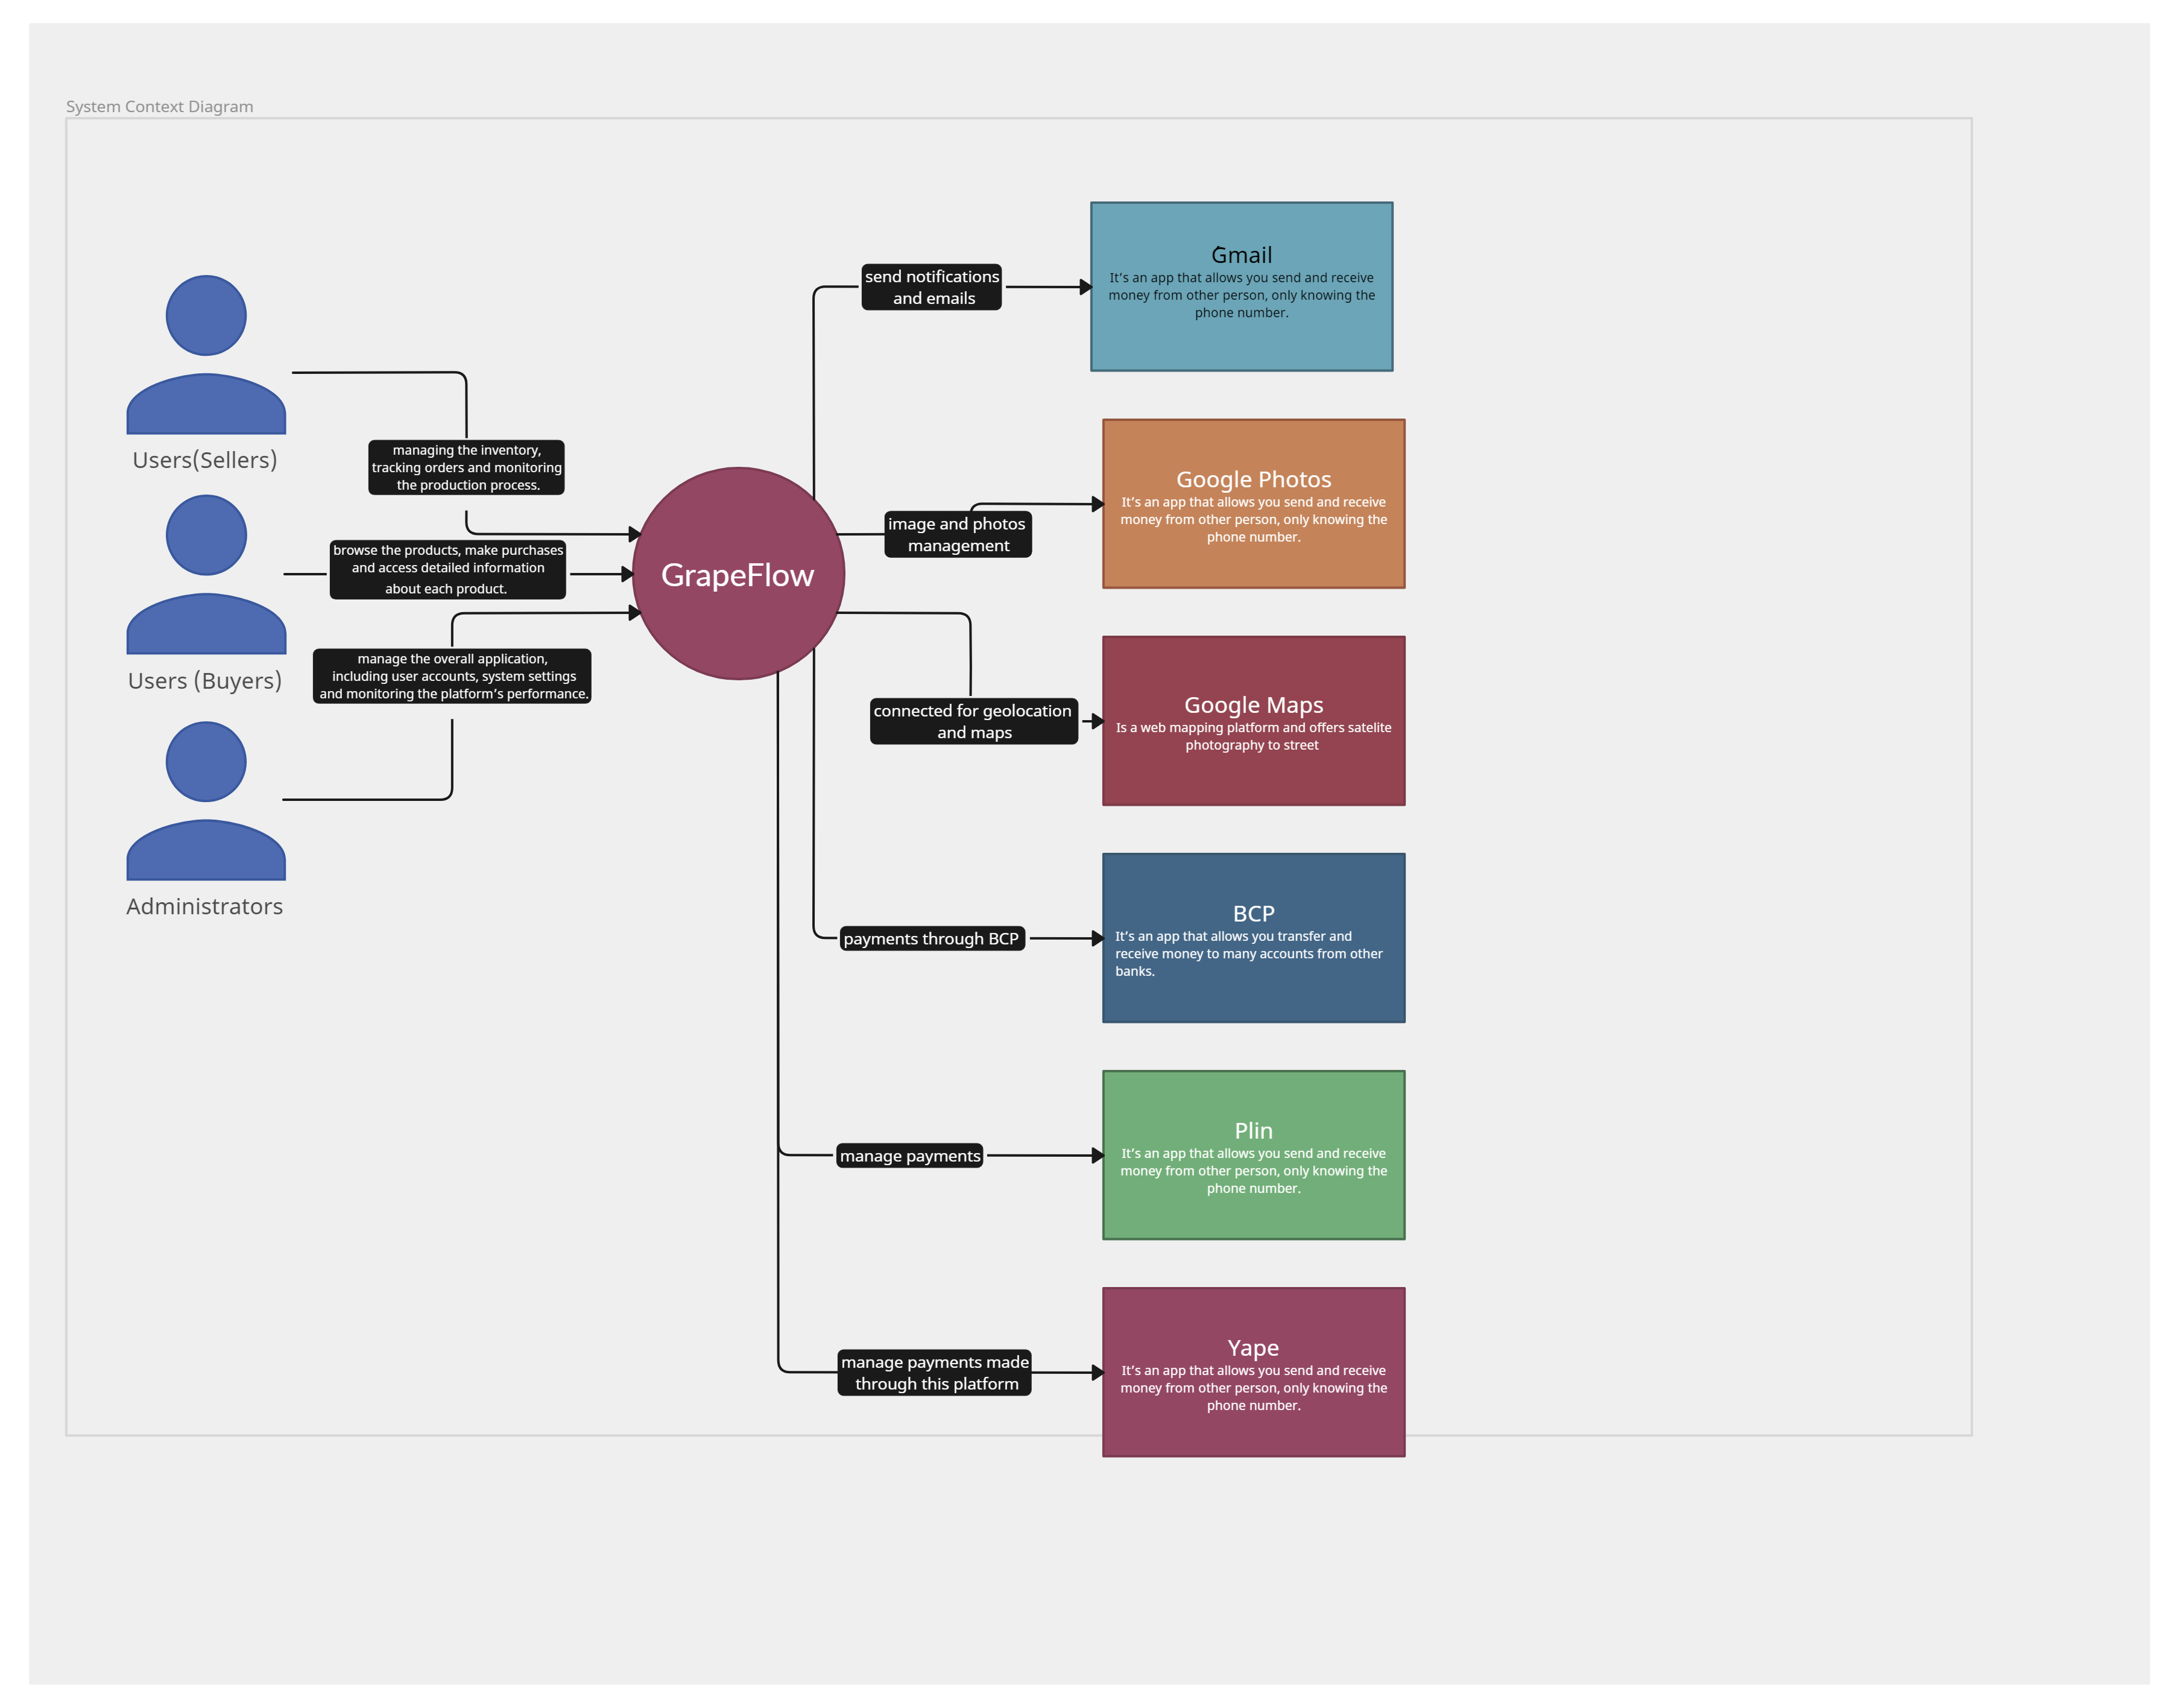 System Context Diagram
Users(Sellers)
managing the inventory,
tracking orders and monitoring
the production process.
Users (Buyers)
browse the products, make purchases
and access detailed information
about each product.
Administrators
manage the overall application,
including user accounts, system settings
and monitoring the platform's performance.
GrapeFlow
send notifications
and emails
Gmail
It's an app that allows you send and receive
money from other person, only knowing the
phone number.
image and photos
management
Google Photos
It's an app that allows you send and receive
money from other person, only knowing the
phone number.
connected for geolocation
and maps
Google Maps
Is a web mapping platform and offers satelite
photography to street
payments through BCP
BCP
It's an app that allows you transfer and
receive money to many accounts from other
banks.
manage payments
Plin
It's an app that allows you send and receive
money from other person, only knowing the
phone number.
manage payments made
through this platform
Yape
It's an app that allows you send and receive
money from other person, only knowing the
phone number.